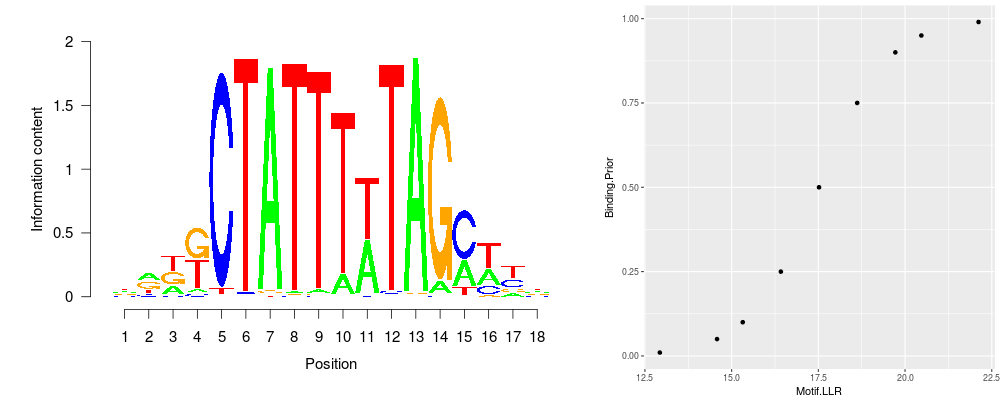 2
1.5
1
0.5
0
Information content
1 2 3 4 5 6 7 8 9 10 11 12 13 14 15 16 17 18
Position
G T T C T A T T T A T A T A G A C A T T
1.00
0.75
0.50
0.25
0.00
Binding.Prior
12.5 15.0 17.5 20.0 22.5
Motif.LLR